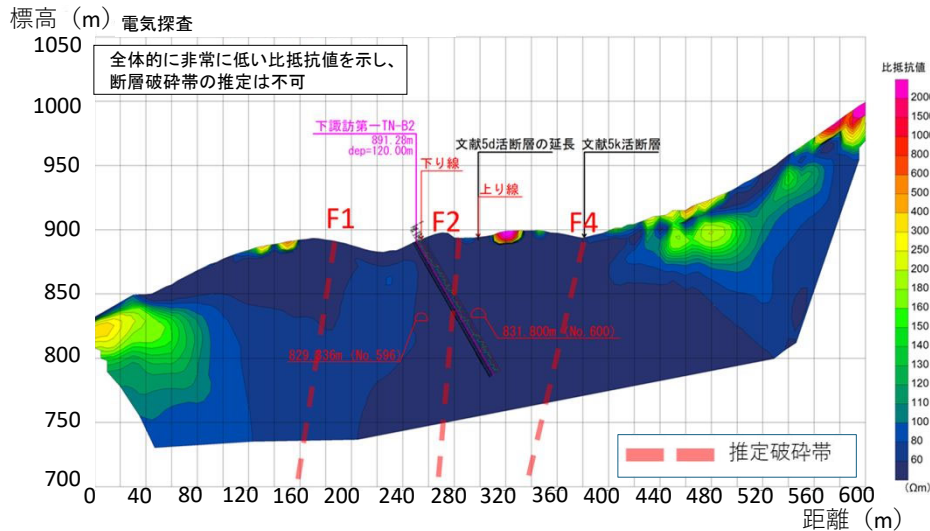 標高（m）電気探査
1050
全体的に非常に低い比抵抗値を示し、
断層破砕帯の推定は不可
1000
950
900
850
800
750
700
下諏訪第一TN-B2
891.28m
dep=120.00m
下り線
文献5d活断層の延長
上り線
文献5k活断層
F1
F2
F4
829.336m (No.596)
831.800m (No.600)
推定破砕帯
0 40 80 120 160 200 240 280 320 360 400 440 480 520 560 600
距離（m）
比抵抗値
2000
1500
1000
600
500
400
300
250
200
180
160
150
140
120
110
100
80
60
(Ωm)